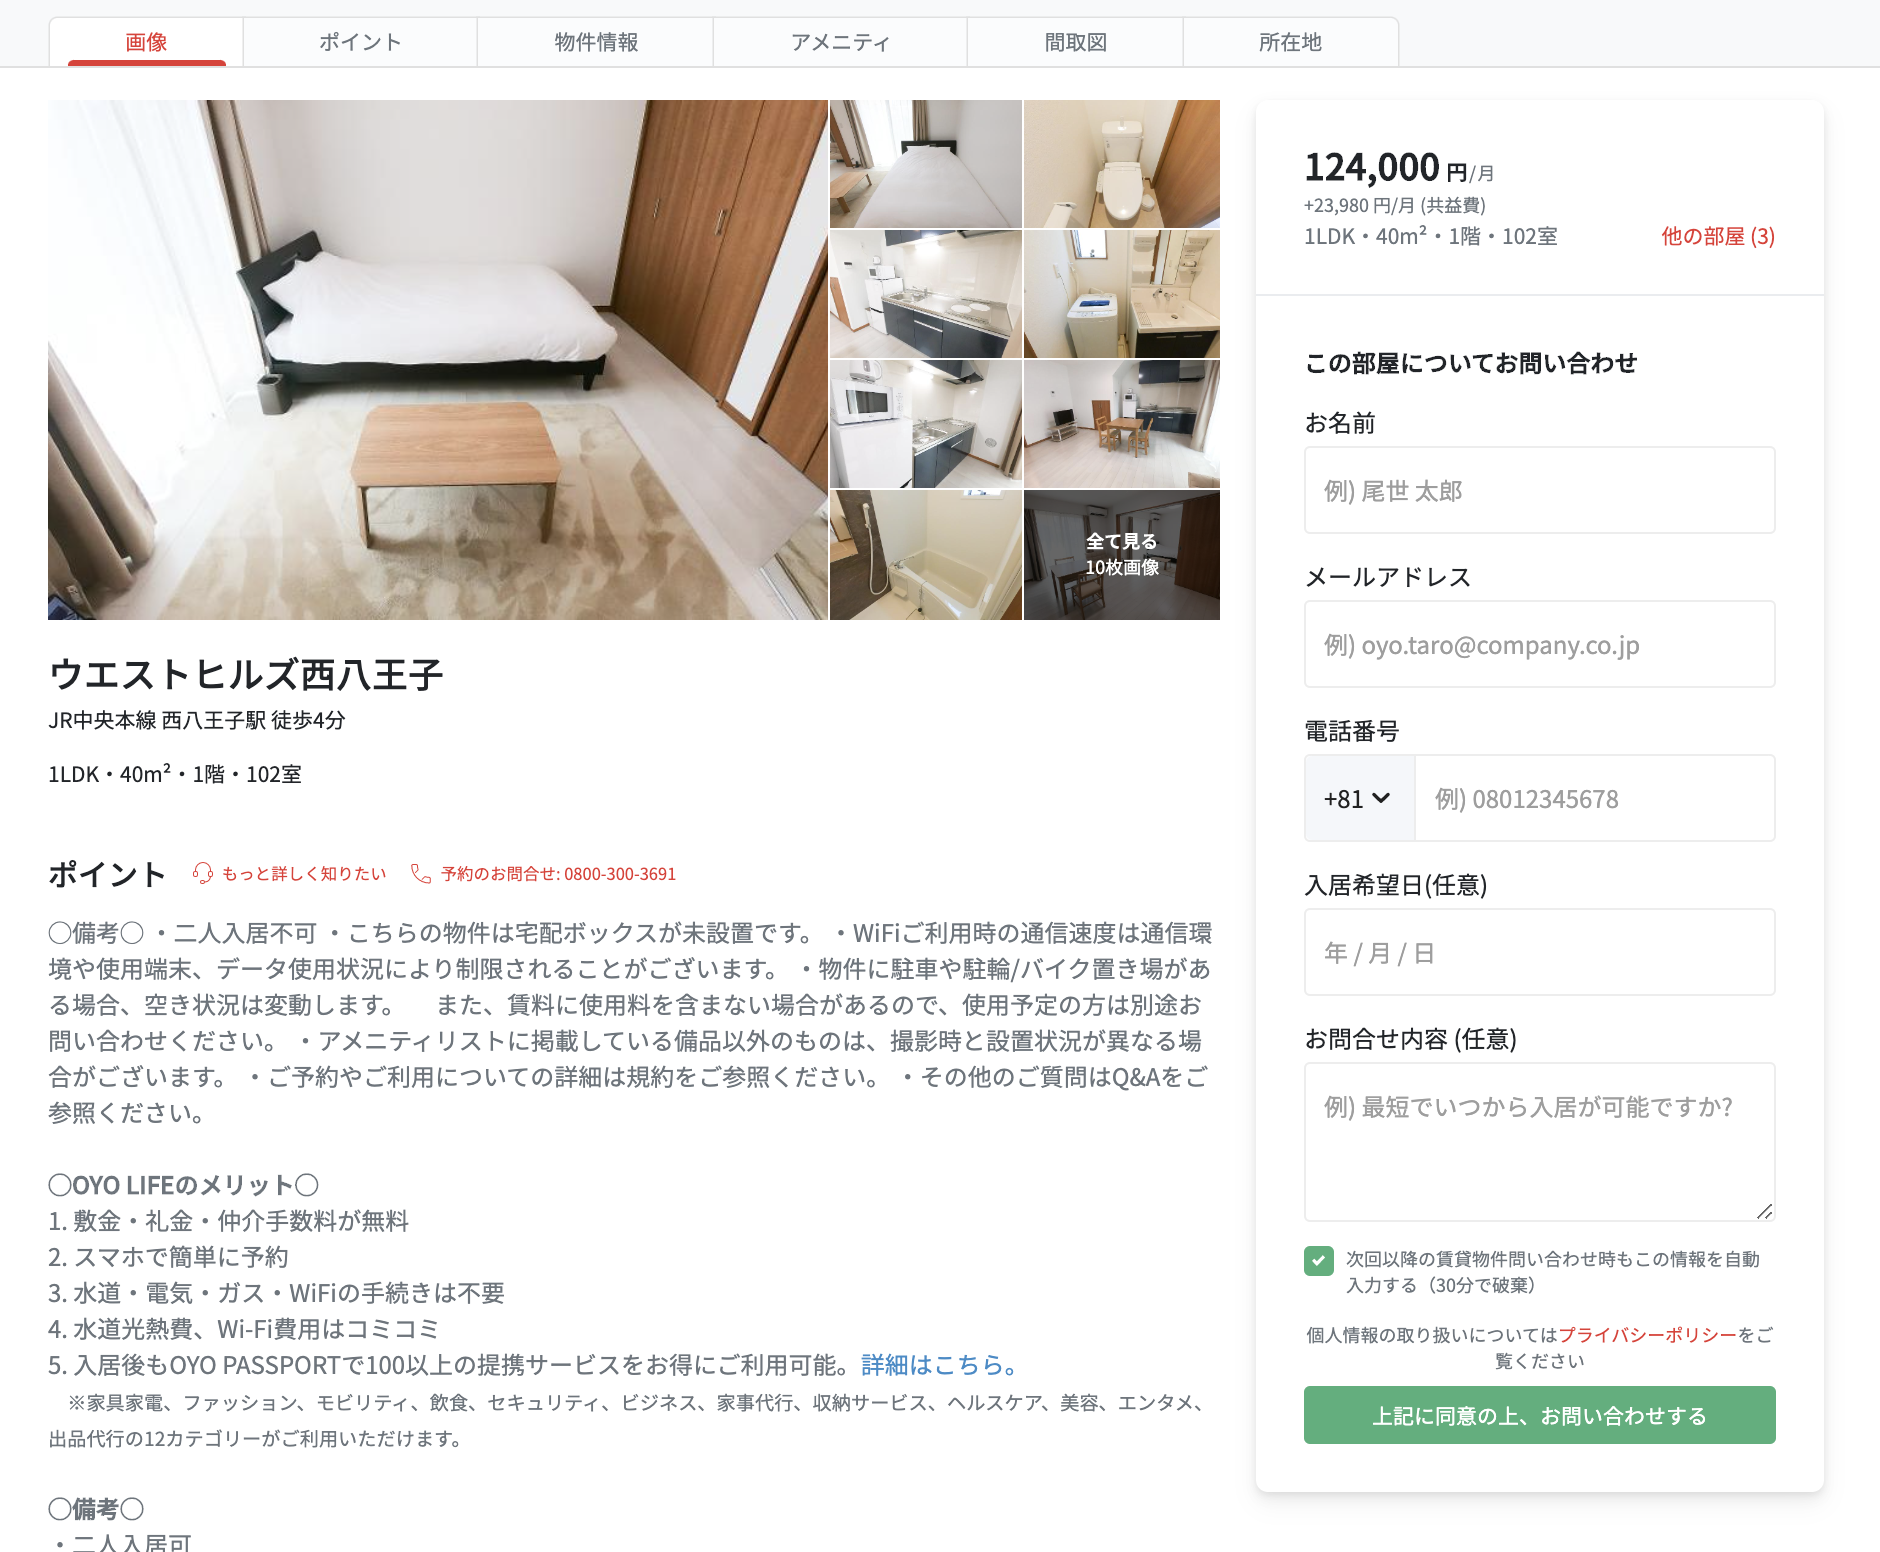 画像
ポイント
物件情報
アメニティ
間取図
所在地
全て見る
10枚画像
ウエストヒルズ西八王子
JR中央本線 西八王子駅 徒歩4分
1LDK・40m²・1階・102室
ポイント
もっと詳しく知りたい
予約のお問合せ: 0800-300-3691
〇備考〇 ・二人入居不可 ・こちらの物件は宅配ボックスが未設置です。 ・WiFiご利用時の通信速度は通信環
境や使用端末、データ使用状況により制限されることがございます。 ・物件に駐車や駐輪/バイク置き場があ
る場合、空き状況は変動します。　また、賃料に使用料を含まない場合があるので、使用予定の方は別途お
問い合わせください。 ・アメニティリストに掲載している備品以外のものは、撮影時と設置状況が異なる場
合がございます。 ・ご予約やご利用についての詳細は規約をご参照ください。 ・その他のご質問はQ&Aをご
参照ください。
〇OYO LIFEのメリット〇
1. 敷金・礼金・仲介手数料が無料
2. スマホで簡単に予約
3. 水道・電気・ガス・WiFiの手続きは不要
4. 水道光熱費、Wi-Fi費用はコミコミ
5. 入居後もOYO PASSPORTで100以上の提携サービスをお得にご利用可能。詳細はこちら。
※家具家電、ファッション、モビリティ、飲食、セキュリティ、ビジネス、家事代行、収納サービス、ヘルスケア、美容、エンタメ、
出品代行の12カテゴリーがご利用いただけます。
〇備考〇
・二人入居可
124,000 円/月
+23,980 円/月 (共益費)
1LDK・40m²・1階・102室
他の部屋 (3)
この部屋についてお問い合わせ
お名前
例) 尾世 太郎
メールアドレス
例) oyo.taro@company.co.jp
電話番号
+81
例) 08012345678
入居希望日(任意)
年 / 月 / 日
お問合せ内容 (任意)
例) 最短でいつから入居が可能ですか?
次回以降の賃貸物件問い合わせ時もこの情報を自動
入力する（30分で破棄）
個人情報の取り扱いについてはプライバシーポリシーをご
覧ください
上記に同意の上、お問い合わせする